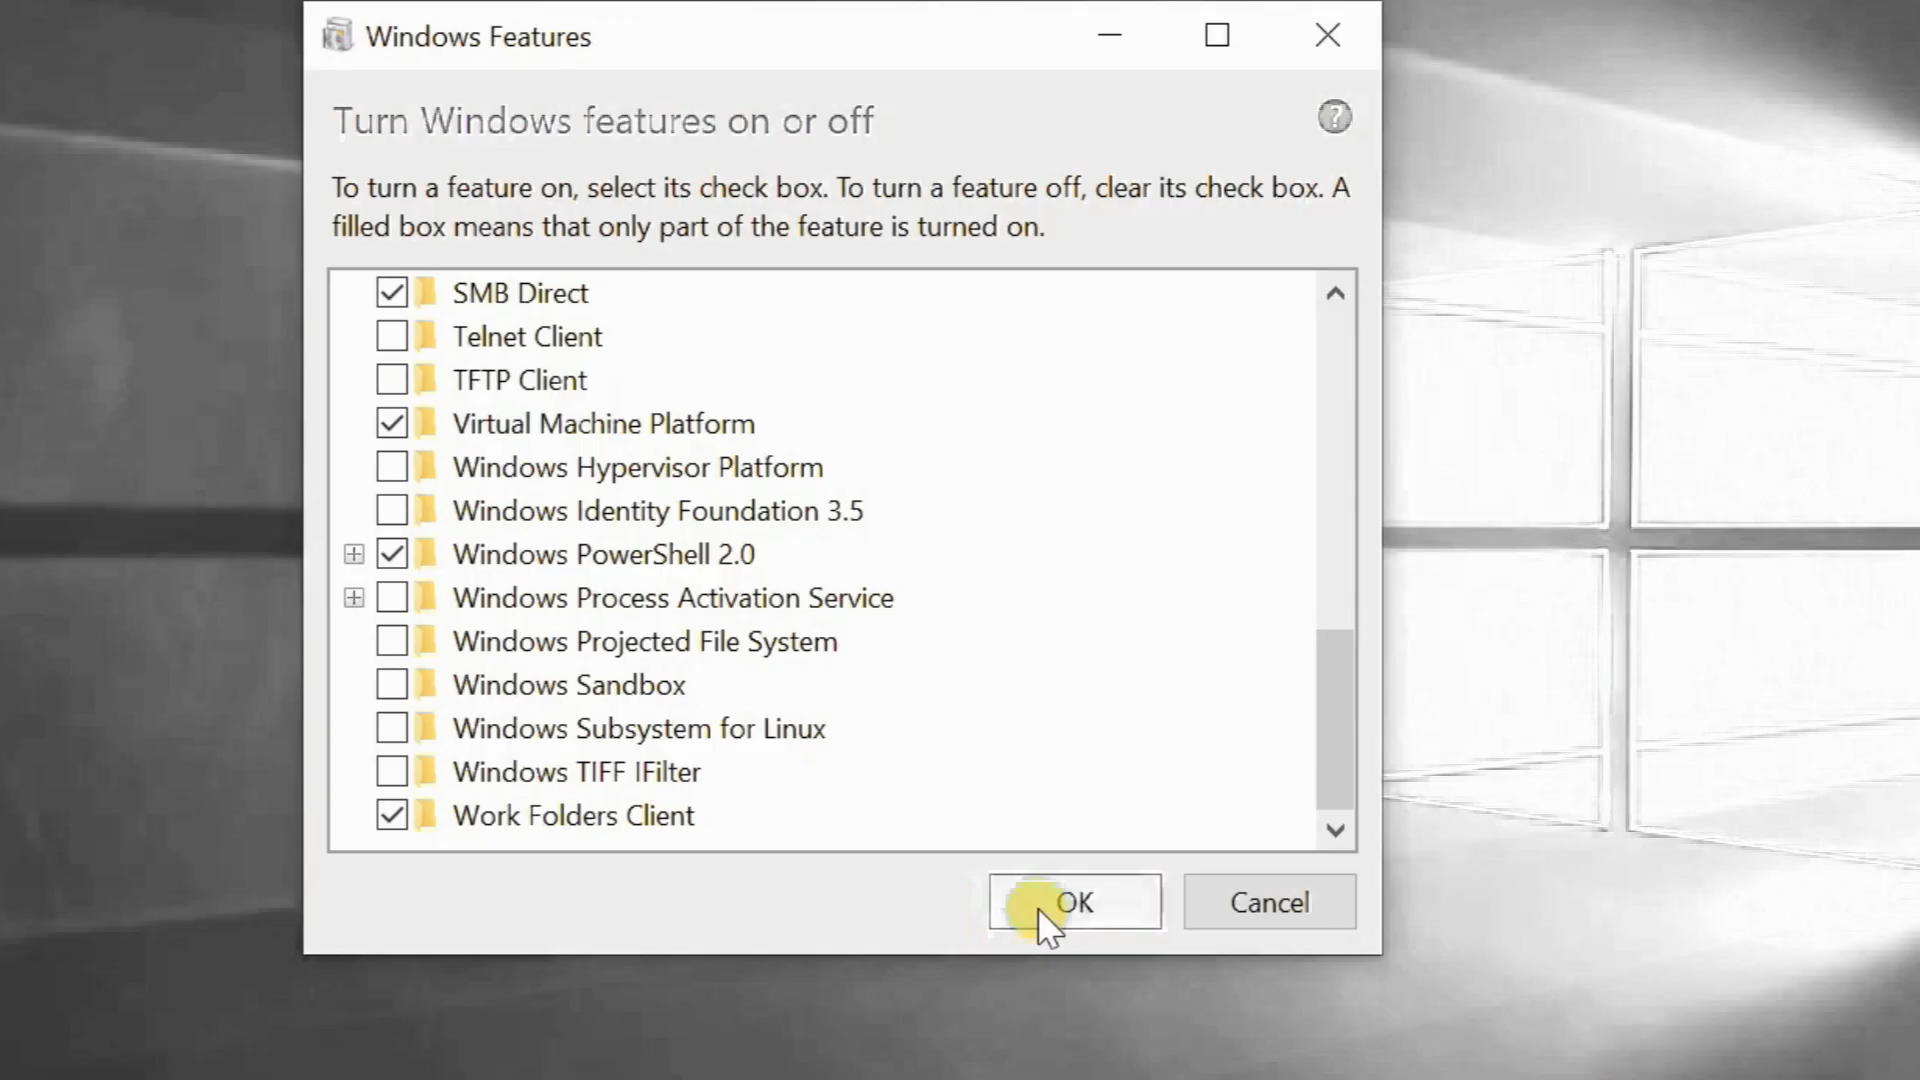 Windows Features
Turn Windows features on or off
To turn a feature on, select its check box. To turn a feature off, clear its check box. A
filled box means that only part of the feature is turned on.
SMB Direct
Telnet Client
TFTP Client
Virtual Machine Platform
Windows Hypervisor Platform
Windows Identity Foundation 3.5
Windows PowerShell 2.0
Windows Process Activation Service
Windows Projected File System
Windows Sandbox
Windows Subsystem for Linux
Windows TIFF IFilter
Work Folders Client
OK
Cancel